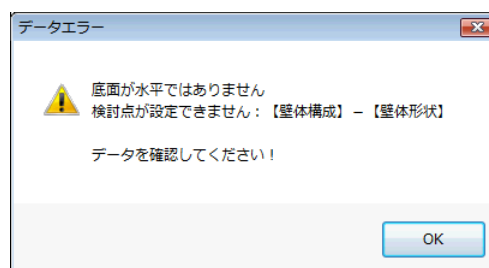 データエラー
底面が水平ではありません
検討点が設定できません：【壁体構成】－【壁体形状】
データを確認してください！
OK